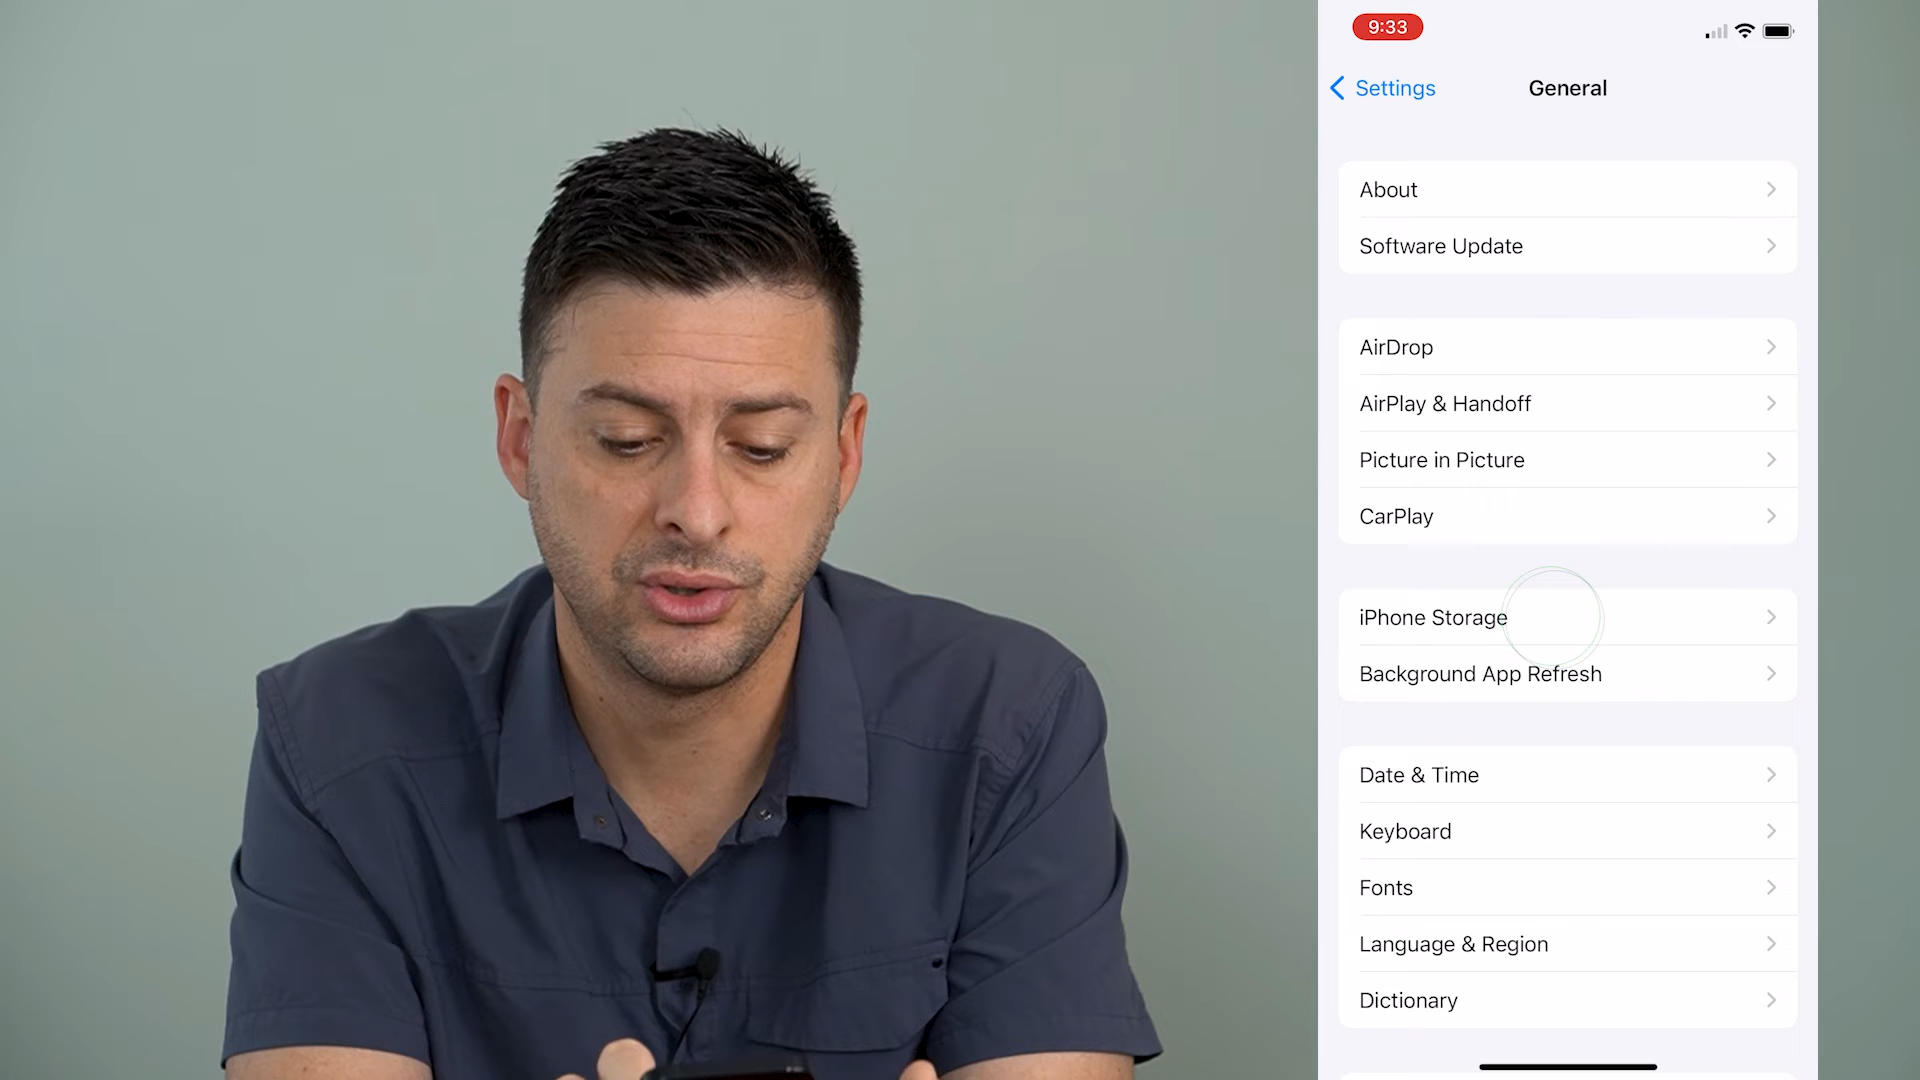 9:33
Settings
General
About
Software Update
AirDrop
AirPlay & Handoff
Picture in Picture
CarPlay
iPhone Storage
Background App Refresh
Date & Time
Keyboard
Fonts
Language & Region
Dictionary